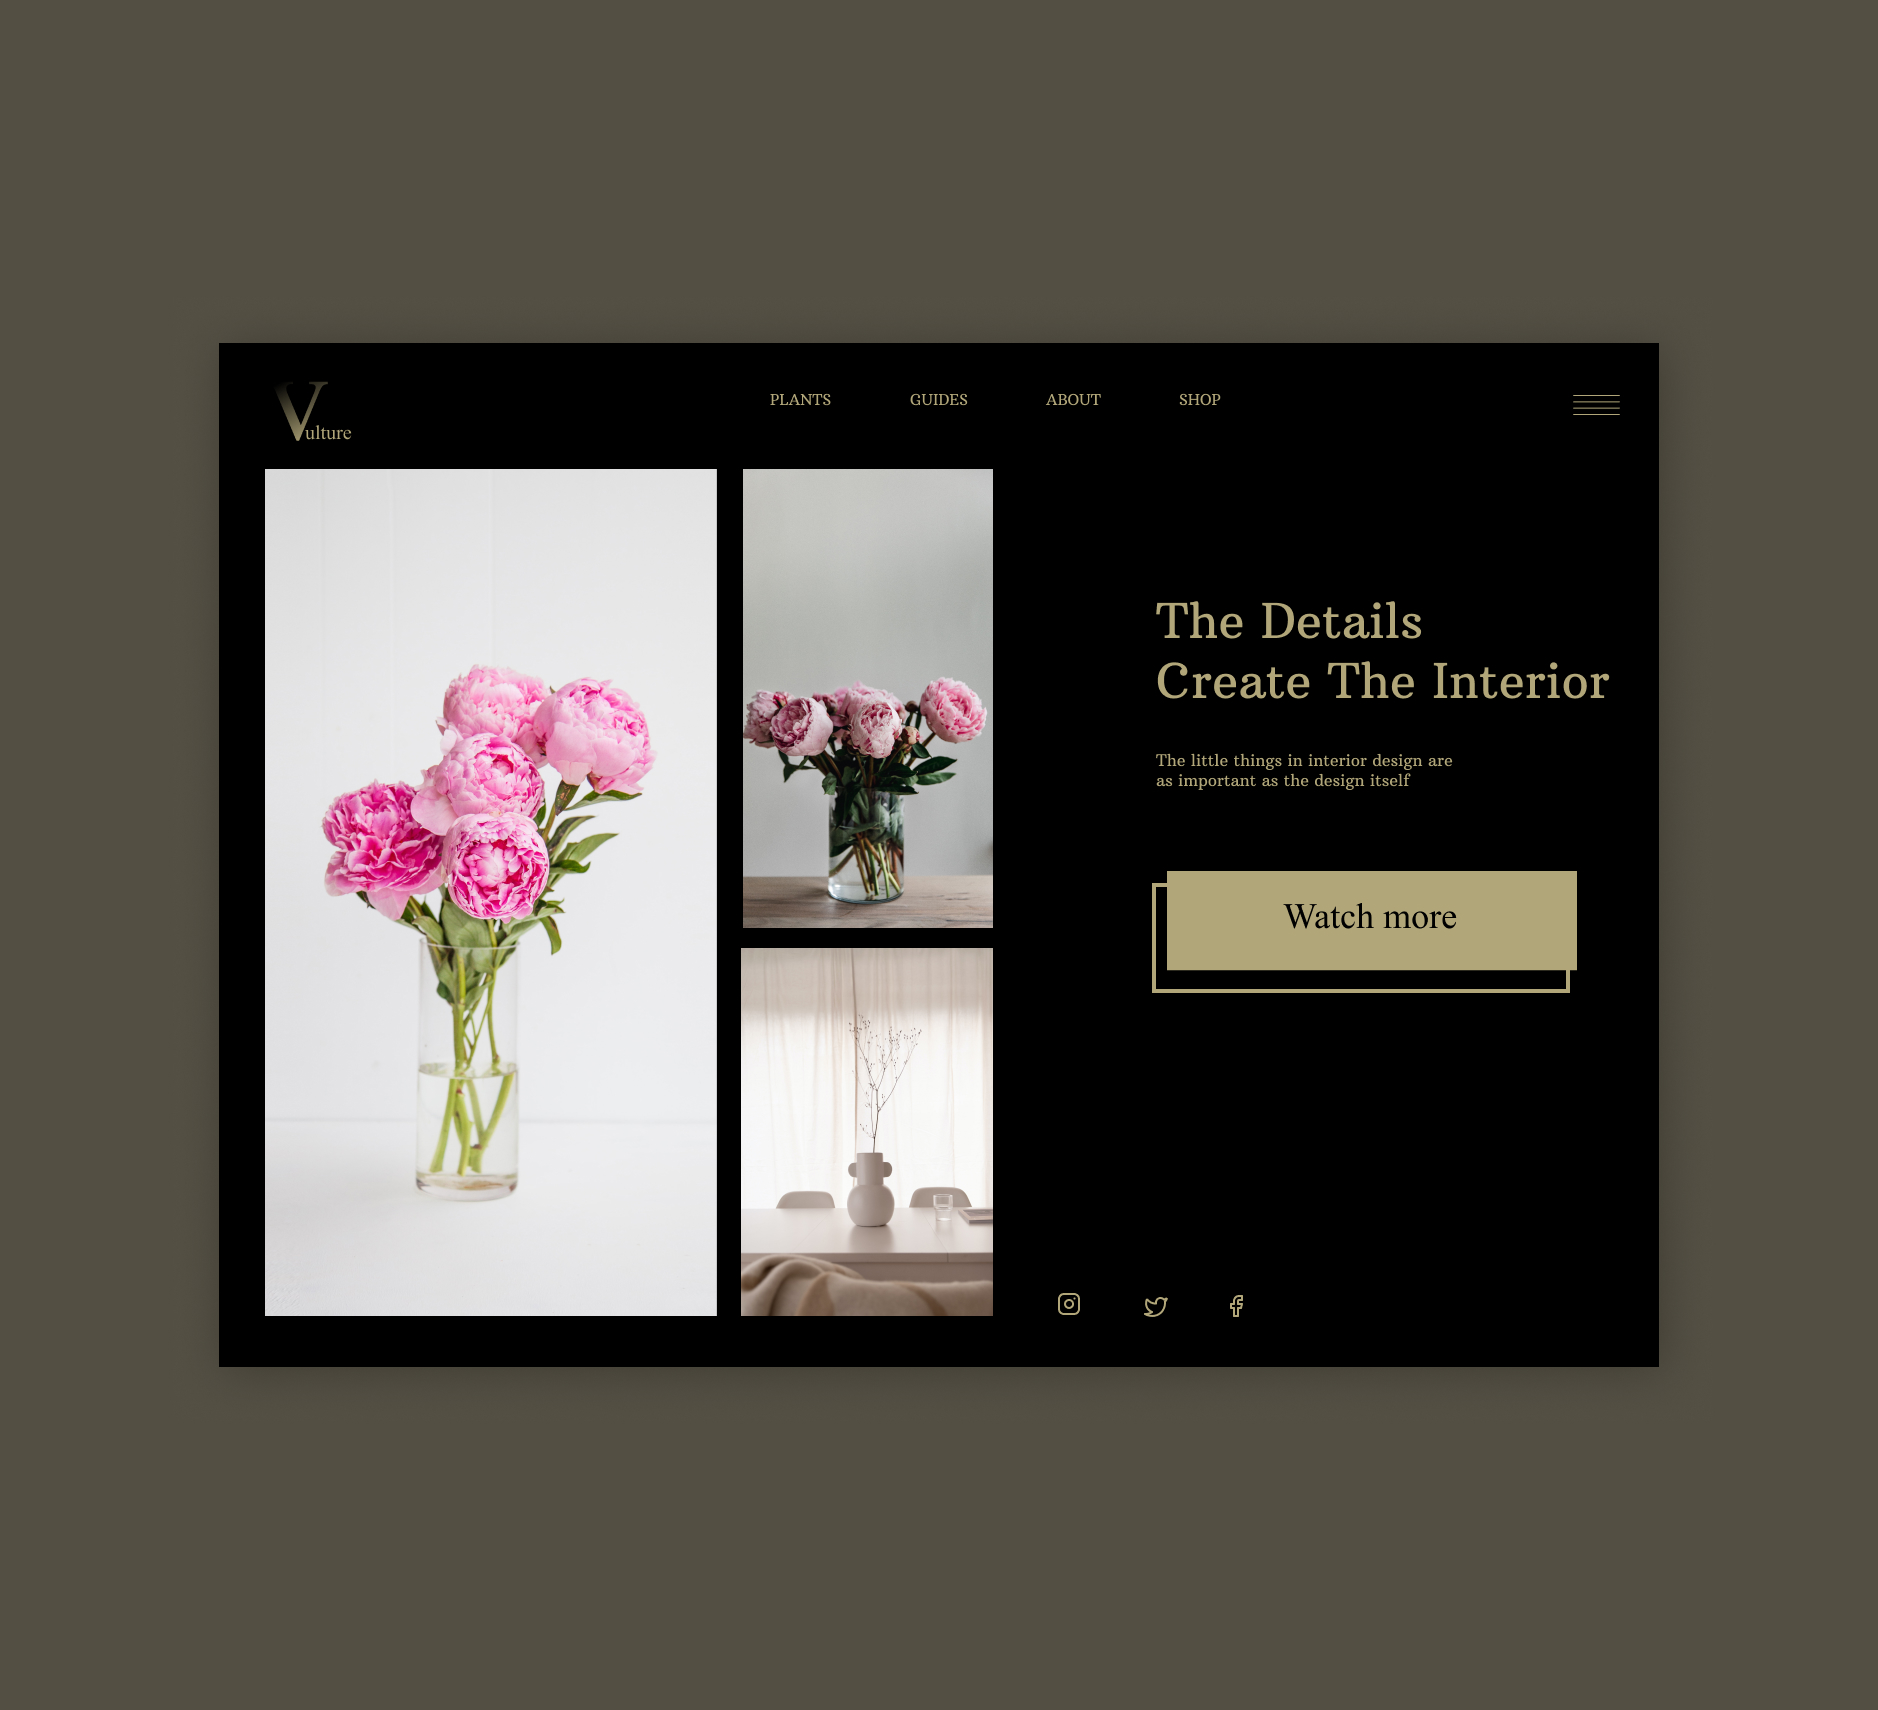 Vulture
PLANTS
GUIDES
ABOUT
SHOP
The Details
Create The Interior
The little things in interior design are
as important as the design itself
Watch more